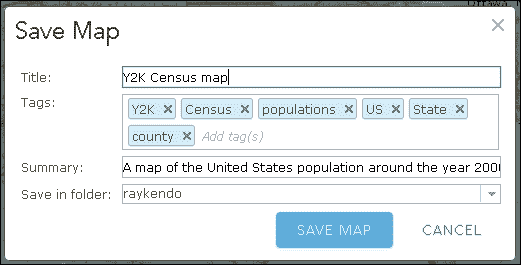 Ottawa
Save Map
Title: Y2K Census map
Tags: Y2K Census populations US State
county Add tag(s)
Summary: A map of the United States population around the year 200
Save in folder: raykendo
SAVE MAP CANCEL